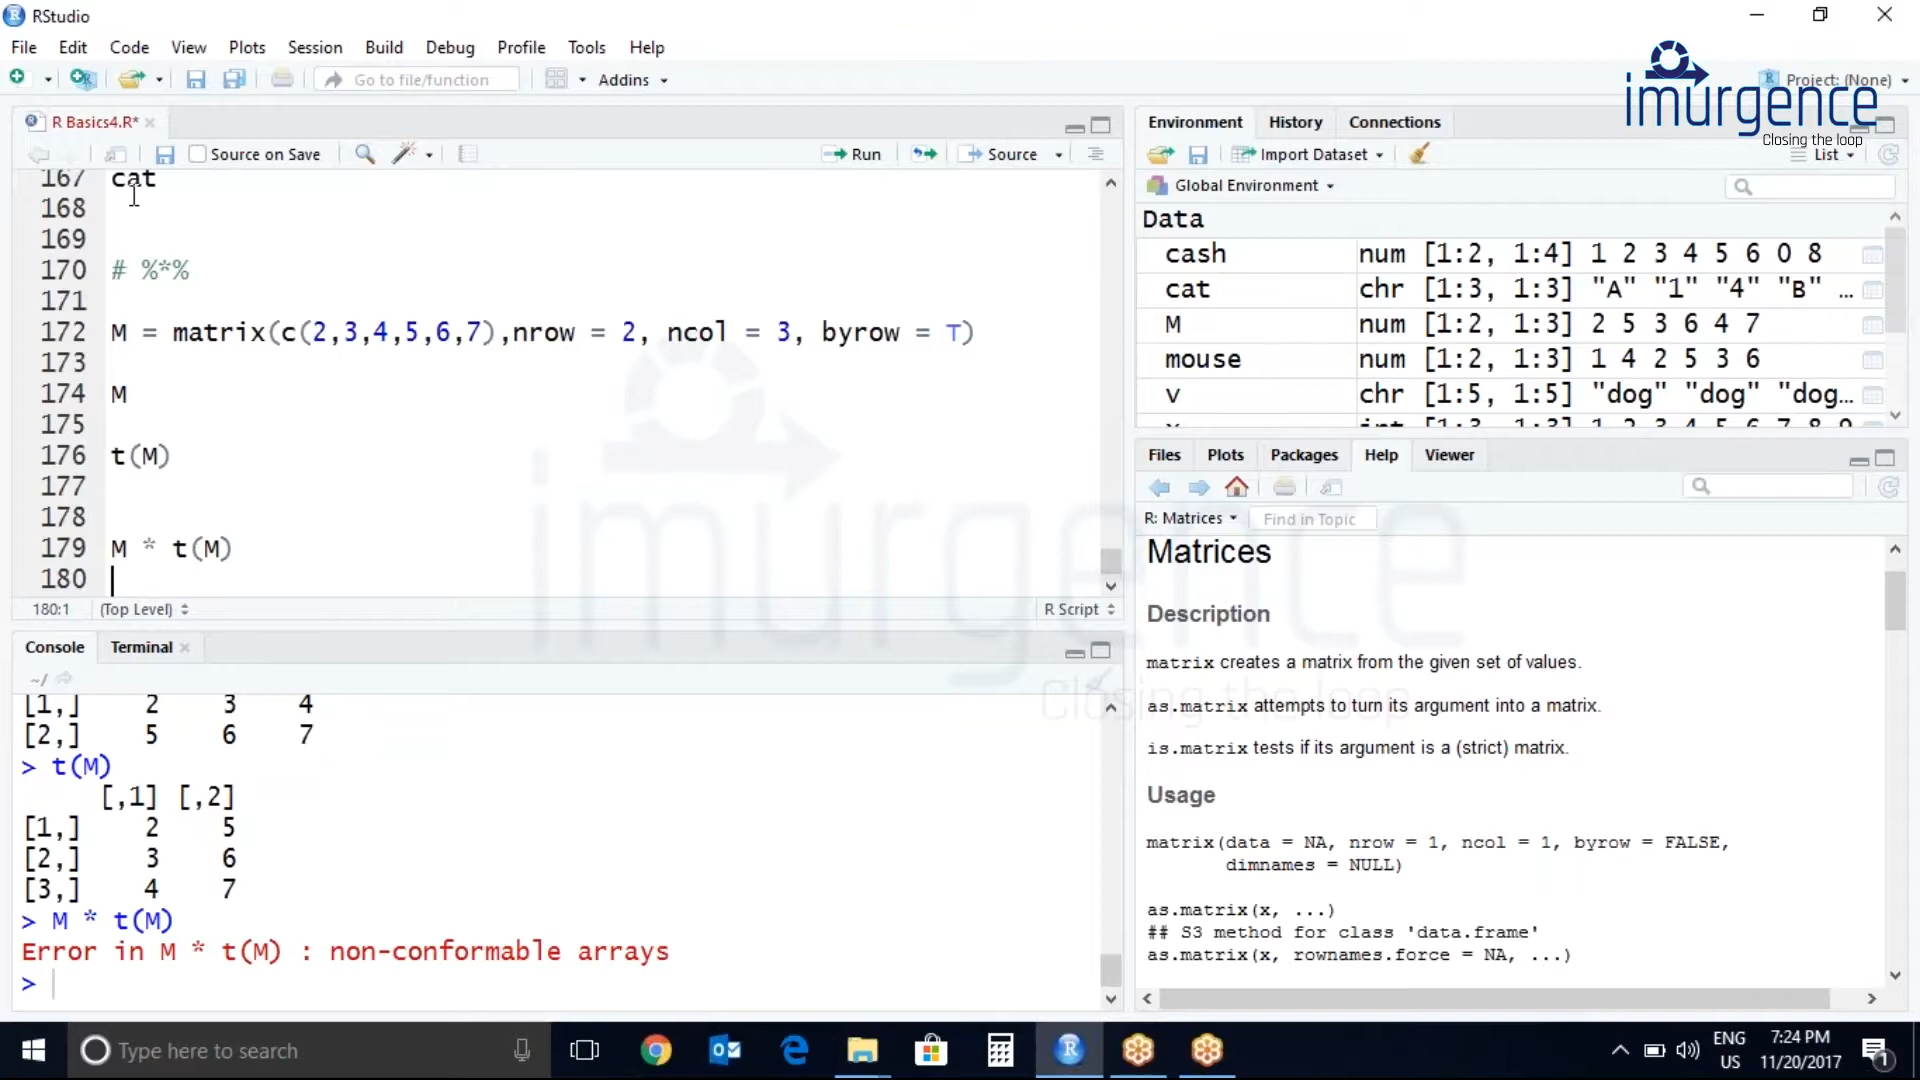 RStudio
File Edit Code View Plots Session Build Debug Profile Tools Help
Go to file/function Addins Project: (None)
imurgence
Closing the loop
R Basics4.R*
Source on Save Run Source
167 cat
168
169
170 # %*%
171
172 M = matrix(c(2,3,4,5,6,7),nrow = 2, ncol = 3, byrow = T)
173
174 M
175
176 t(M)
177
178
179 M * t(M)
180
180:1 (Top Level) R Script
Console Terminal
~/
[1,] 2 3 4
[2,] 5 6 7
> t(M)
[,1] [,2]
[1,] 2 5
[2,] 3 6
[3,] 4 7
> M * t(M)
Error in M * t(M) : non-conformable arrays
>
Environment History Connections
Import Dataset List
Global Environment
Data
cash num [1:2, 1:4] 1 2 3 4 5 6 0 8
cat chr [1:3, 1:3] "A" "1" "4" "B" ...
M num [1:2, 1:3] 2 5 3 6 4 7
mouse num [1:2, 1:3] 1 4 2 5 3 6
v chr [1:5, 1:5] "dog" "dog" "dog...
Files Plots Packages Help Viewer
R: Matrices Find in Topic
Matrices
Description
matrix creates a matrix from the given set of values.
as.matrix attempts to turn its argument into a matrix.
is.matrix tests if its argument is a (strict) matrix.
Usage
matrix(data = NA, nrow = 1, ncol = 1, byrow = FALSE,
dimnames = NULL)
as.matrix(x, ...)
## S3 method for class 'data.frame'
as.matrix(x, rownames.force = NA, ...)
imurgence
Closing the loop
Type here to search
ENG
US
7:24 PM
11/20/2017
1